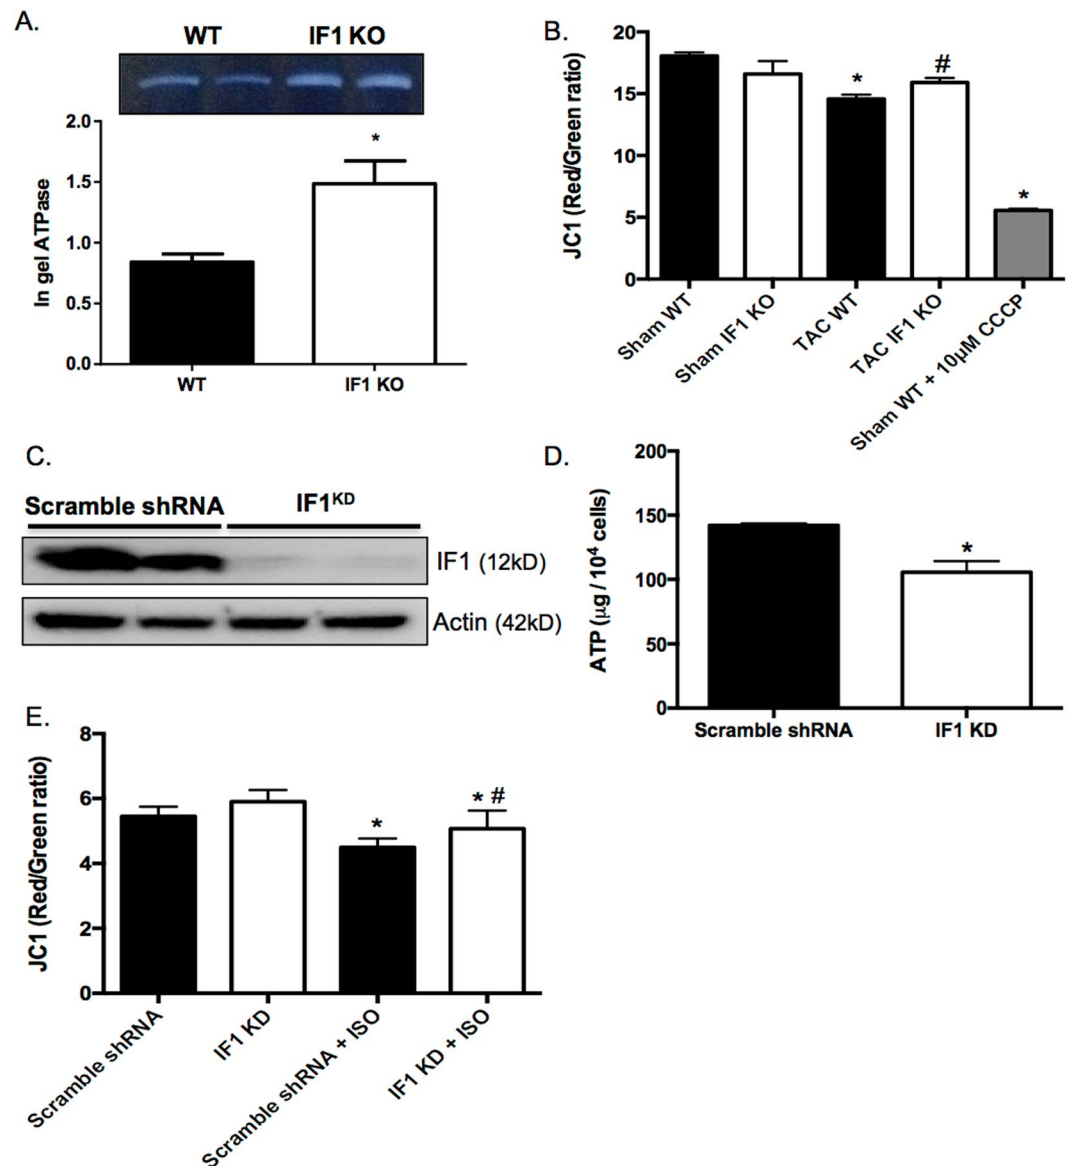 A.
WT IF1 KO
In gel ATPase
2.0
1.5
1.0
0.5
0.0
*
WT IF1 KO
B.
JC1 (Red/Green ratio)
20
15
10
5
0
* # *
Sham WT
Sham IF1 KO
TAC WT
TAC IF1 KO
Sham WT + 10µM CCCP
C.
Scramble shRNA IF1KD
IF1 (12kD)
Actin (42kD)
D.
ATP (µg / 10⁴ cells)
200
150
100
50
0
*
Scramble shRNA IF1 KD
E.
JC1 (Red/Green ratio)
8
6
4
2
0
* * #
Scramble shRNA
IF1 KD
Scramble shRNA + ISO
IF1 KD + ISO